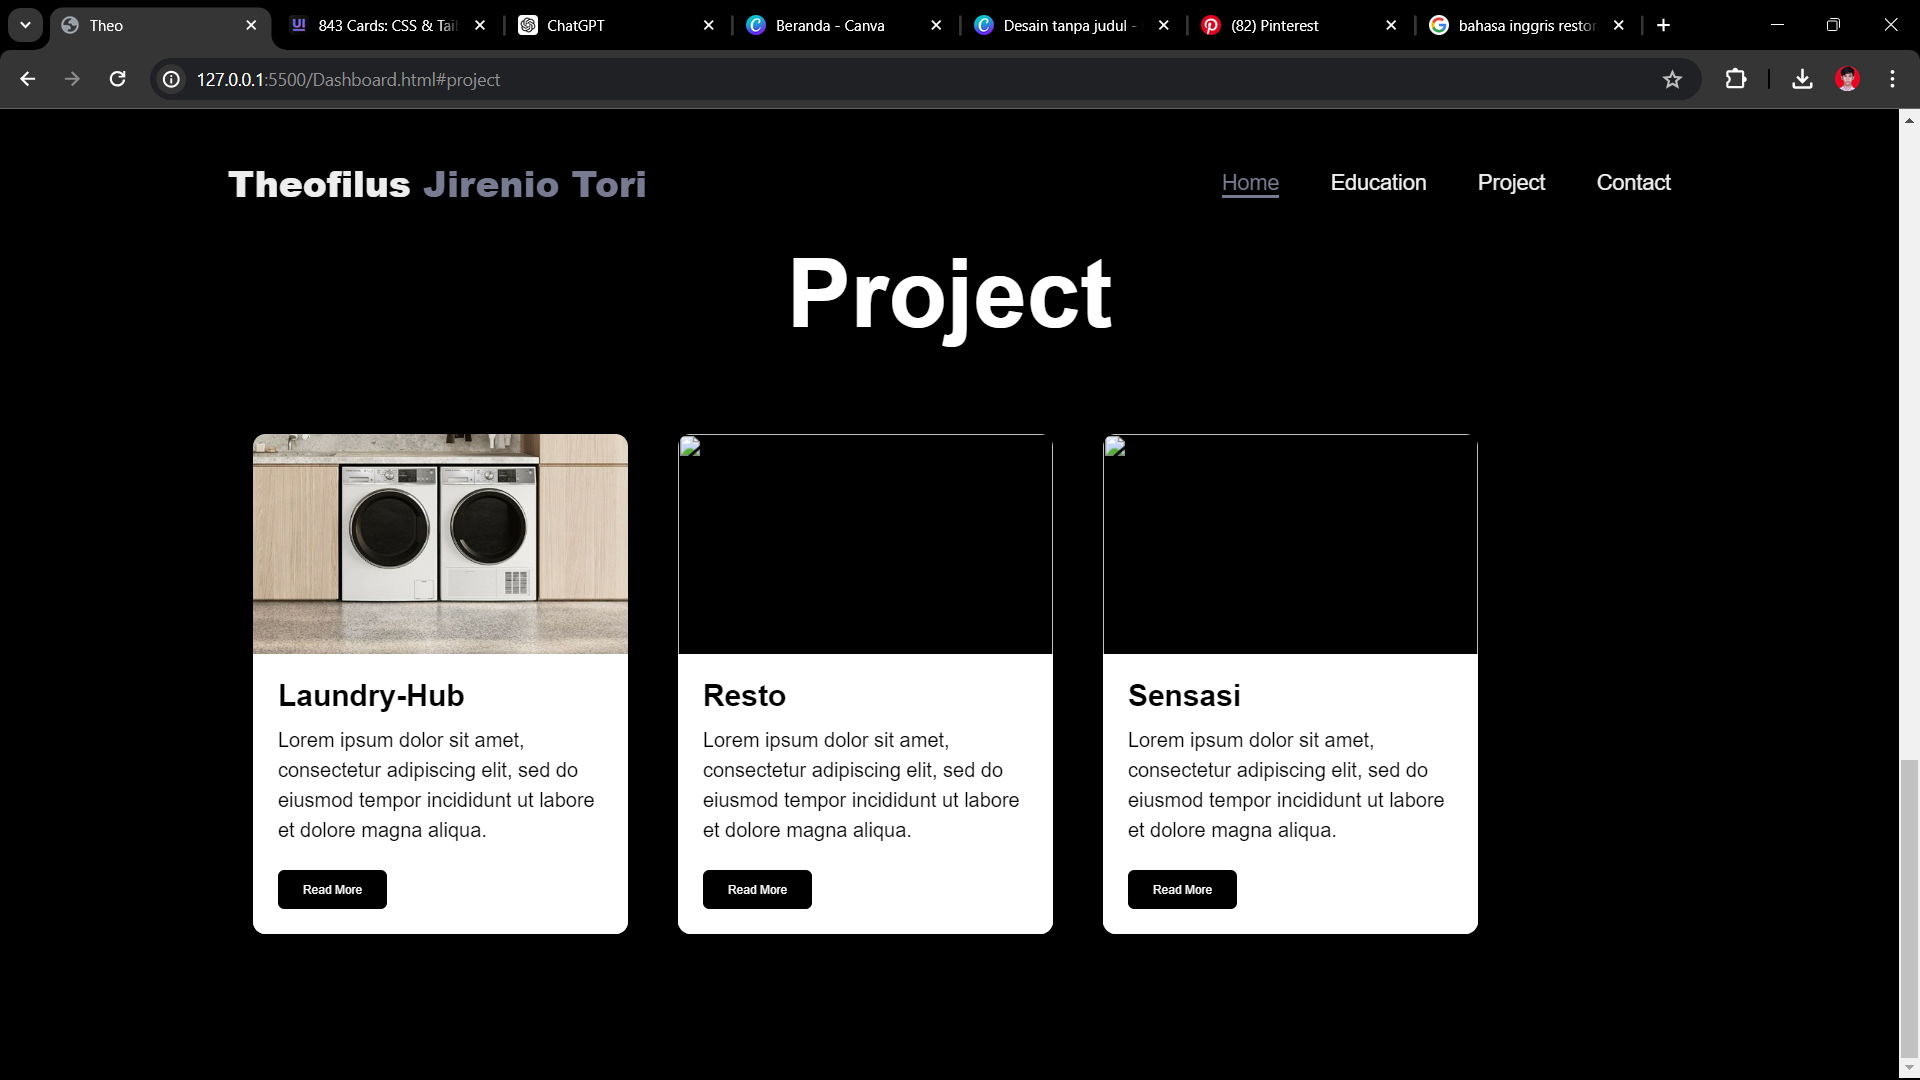 Theo
843 Cards: CSS & Tail
ChatGPT
Beranda - Canva
Desain tanpa judul -
(82) Pinterest
bahasa inggris restor
127.0.0.1:5500/Dashboard.html#project
Theofilus Jirenio Tori
Home
Education
Project
Contact
Project
Laundry-Hub
Lorem ipsum dolor sit amet,
consectetur adipiscing elit, sed do
eiusmod tempor incididunt ut labore
et dolore magna aliqua.
Read More
Resto
Lorem ipsum dolor sit amet,
consectetur adipiscing elit, sed do
eiusmod tempor incididunt ut labore
et dolore magna aliqua.
Read More
Sensasi
Lorem ipsum dolor sit amet,
consectetur adipiscing elit, sed do
eiusmod tempor incididunt ut labore
et dolore magna aliqua.
Read More